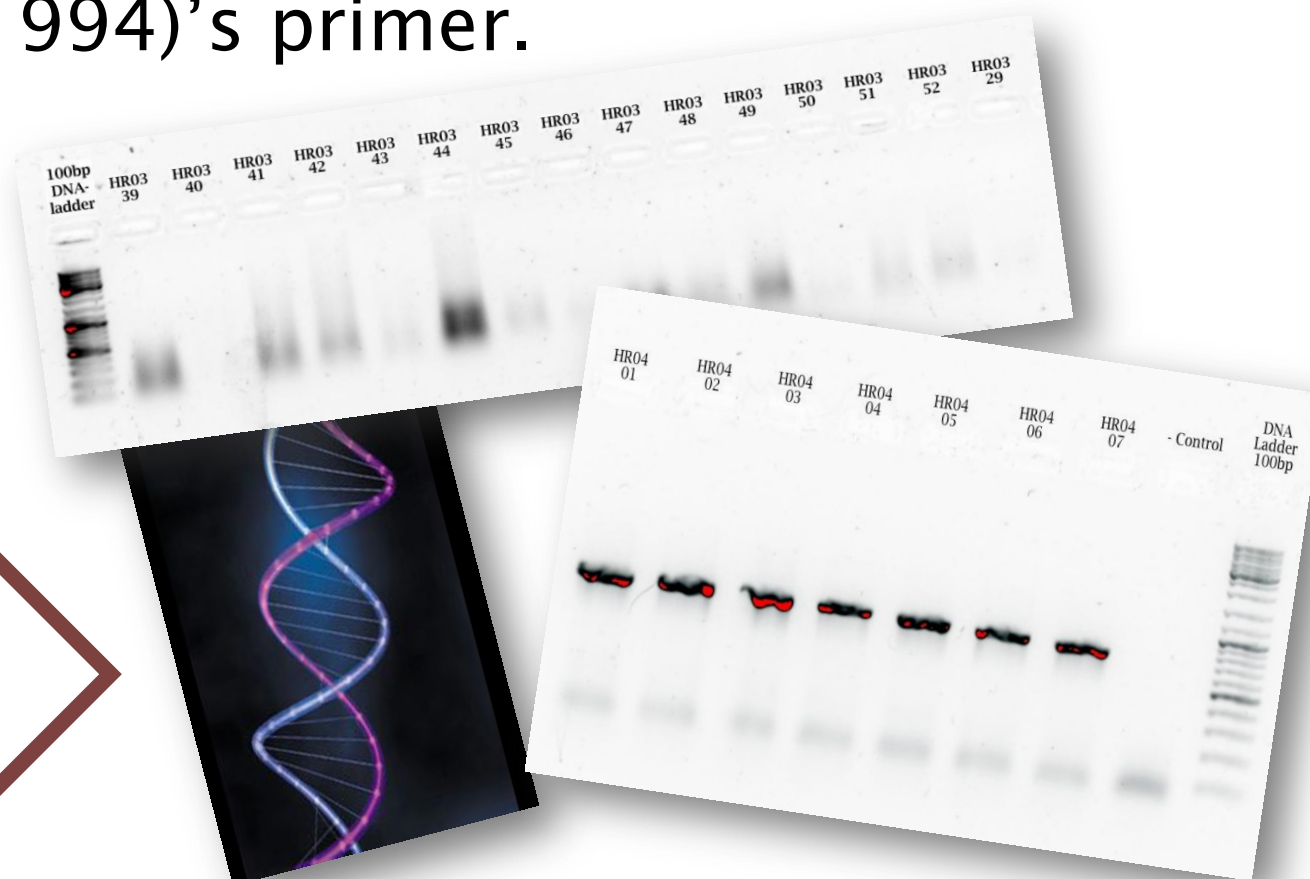 994)’s primer.
100bp
DNA-
ladder
HR03
39
HR03
40
HR03
41
HR03
42
HR03
43
HR03
44
HR03
45
HR03
46
HR03
47
HR03
48
HR03
49
HR03
50
HR03
51
HR03
52
HR03
29
HR04
01
HR04
02
HR04
03
HR04
04
HR04
05
HR04
06
HR04
07
- Control
DNA
Ladder
100bp